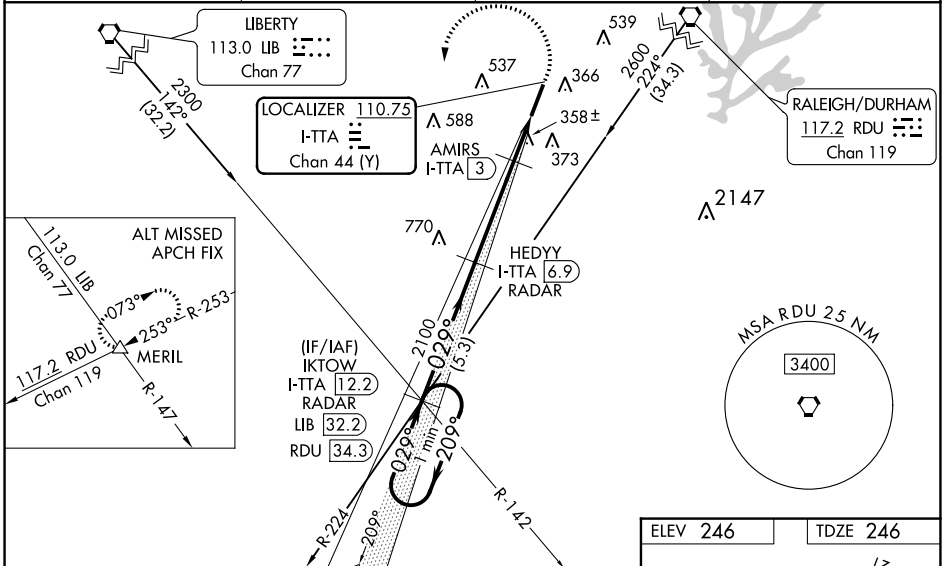 LIBERTY
113.0 LIB
Chan 77
2300
142°
(32.2)
LOCALIZER 110.75
I-TTA
Chan 44 (Y)
537
588
539
366
358±
373
2600
224°
(34.3)
RALEIGH/DURHAM
117.2 RDU
Chan 119
AMIRS
I-TTA 3
2147
770
HEDYY
I-TTA 6.9
RADAR
ALT MISSED
APCH FIX
113.0 LIB
Chan 77
073°
253°
R-253
MERIL
117.2 RDU
Chan 119
R-147
2100
029°
(5.3)
(IF/IAF)
IKTOW
I-TTA 12.2
RADAR
LIB 32.2
RDU 34.3
029°
1 min
209°
R-224
209°
R-142
MSA RDU 25 NM
3400
ELEV 246
TDZE 246